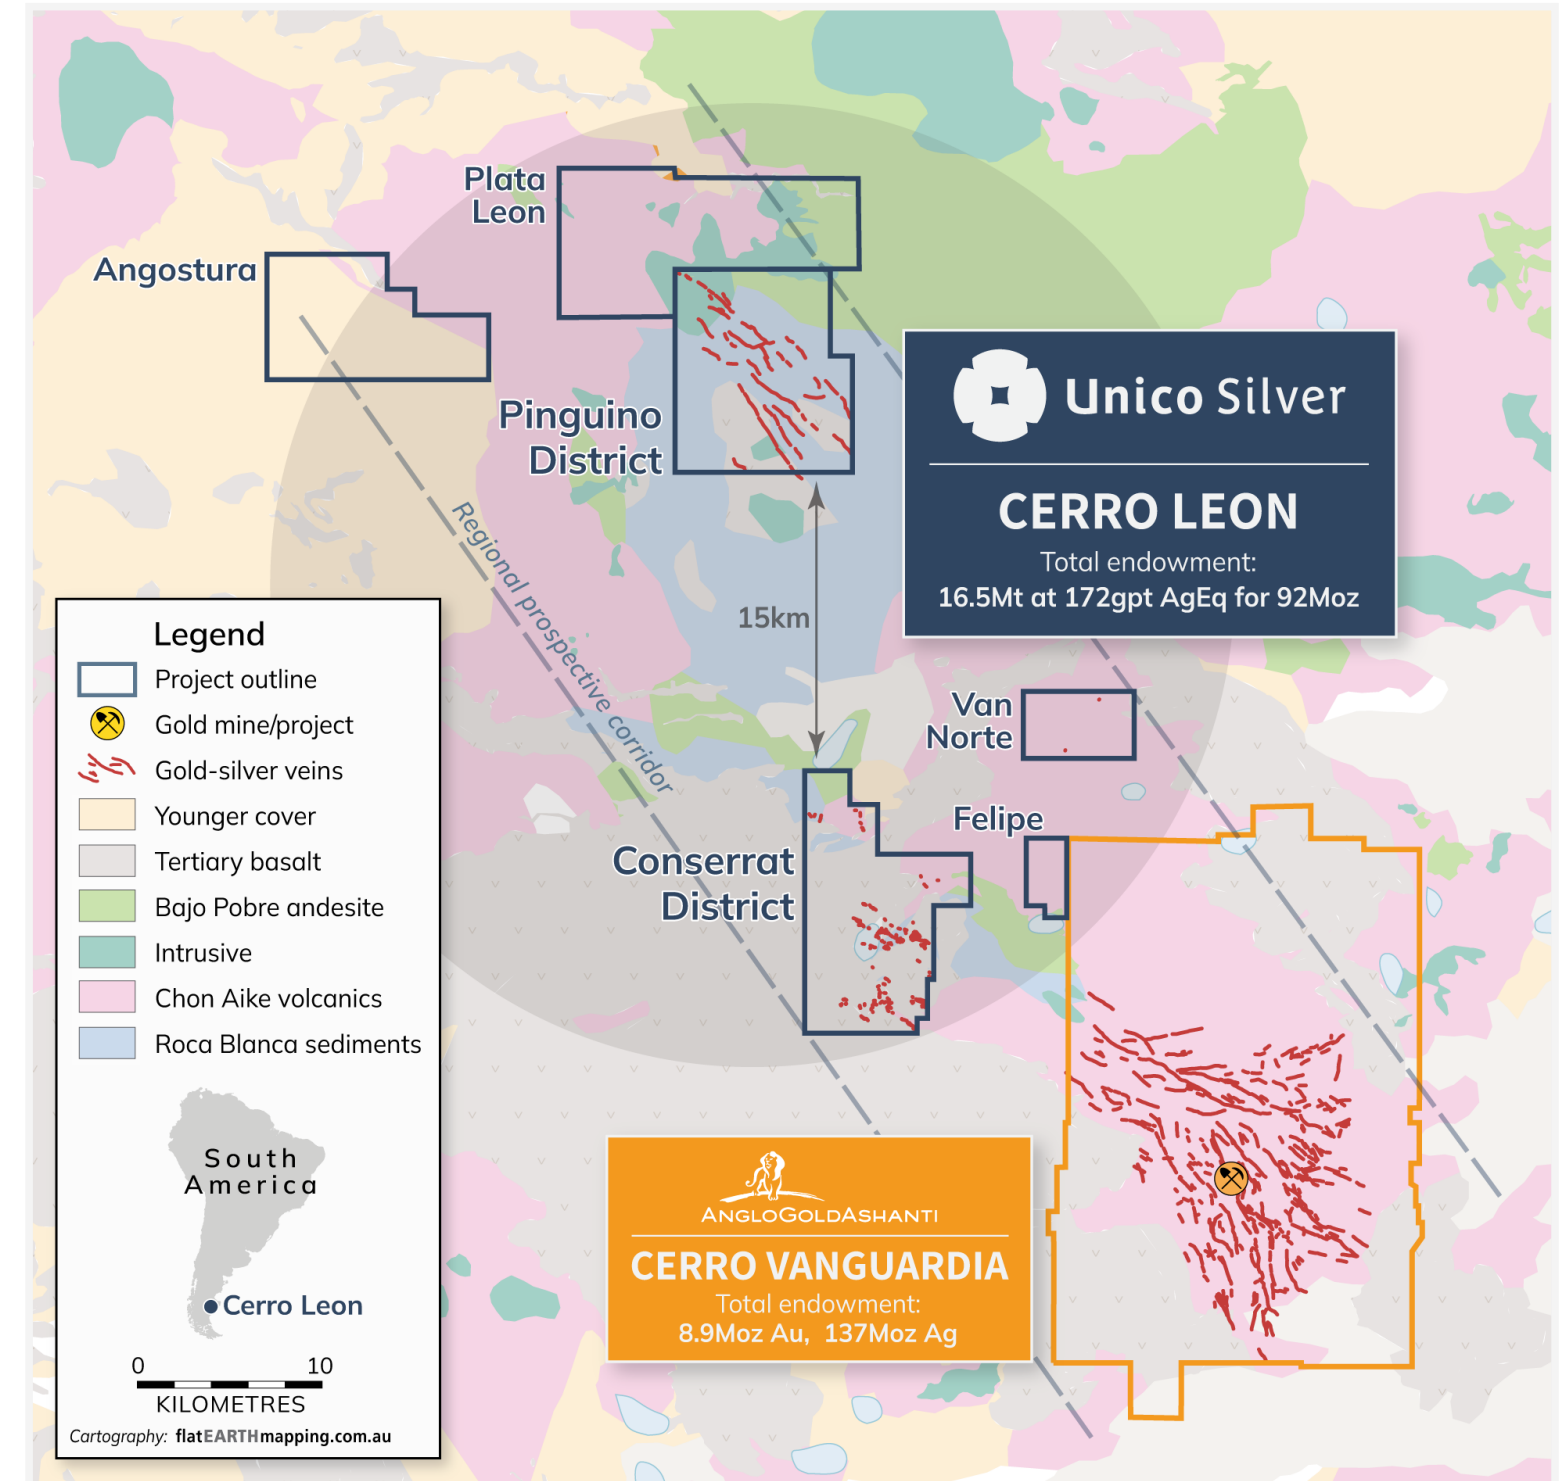 Plata
Leon
Angostura
Pinguino
District
Unico Silver
CERRO LEON
Total endowment:
16.5Mt at 172gpt AgEq for 92Moz
Regional prospective corridor
15km
Van
Norte
Felipe
Conserrat
District
Legend
Project outline
Gold mine/project
Gold-silver veins
Younger cover
Tertiary basalt
Bajo Pobre andesite
Intrusive
Chon Aike volcanics
Roca Blanca sediments
South
America
Cerro Leon
0 10
KILOMETRES
Cartography: flatEARTHmapping.com.au
ANGLOGOLDASHANTI
CERRO VANGUARDIA
Total endowment:
8.9Moz Au, 137Moz Ag